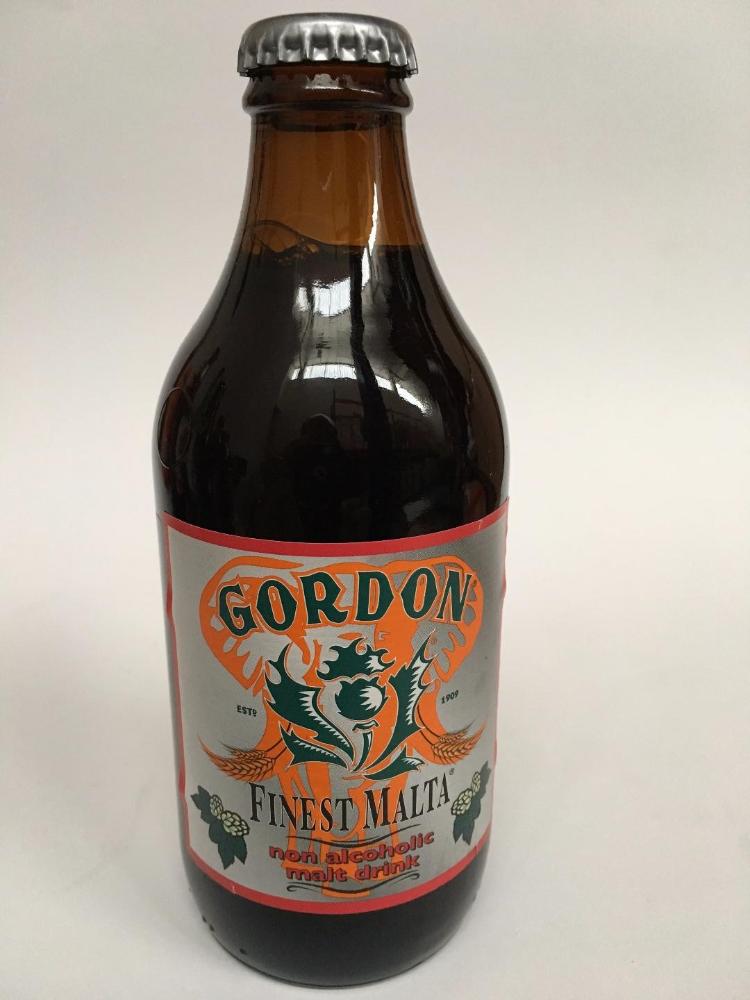 GORDON
ESTD 1909
FINEST MALTA®
non alcoholic
malt drink